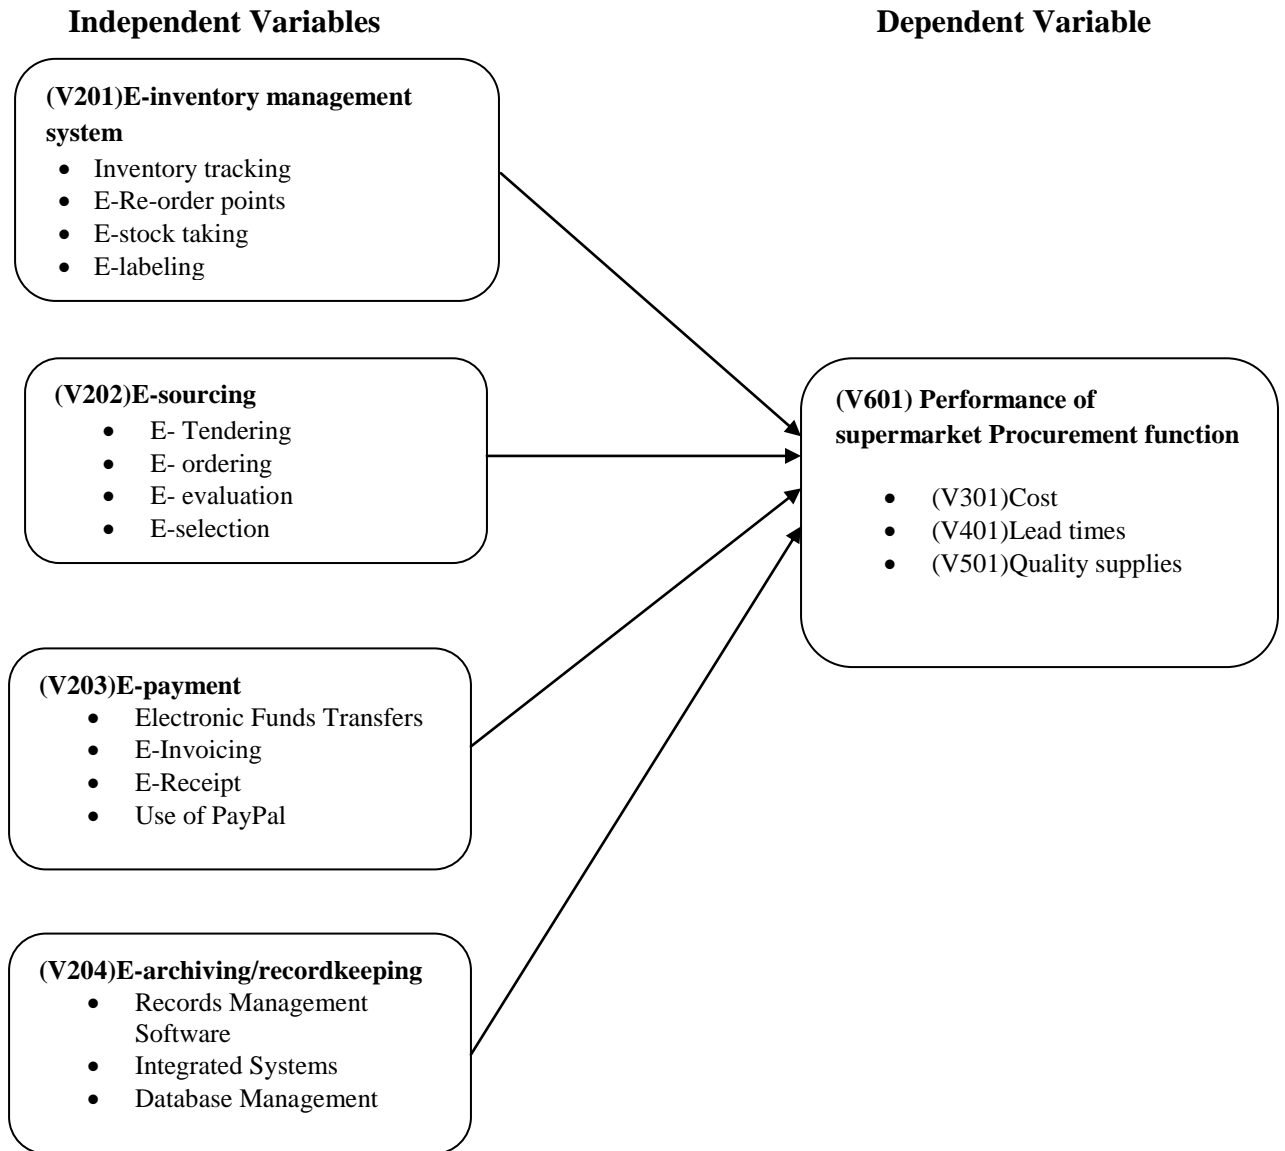 Independent Variables
Dependent Variable
(V201)E-inventory management
system
• Inventory tracking
• E-Re-order points
• E-stock taking
• E-labeling
(V202)E-sourcing
• E- Tendering
• E- ordering
• E- evaluation
• E-selection
(V203)E-payment
• Electronic Funds Transfers
• E-Invoicing
• E-Receipt
• Use of PayPal
(V204)E-archiving/recordkeeping
• Records Management
Software
• Integrated Systems
• Database Management
(V601) Performance of
supermarket Procurement function
• (V301)Cost
• (V401)Lead times
• (V501)Quality supplies